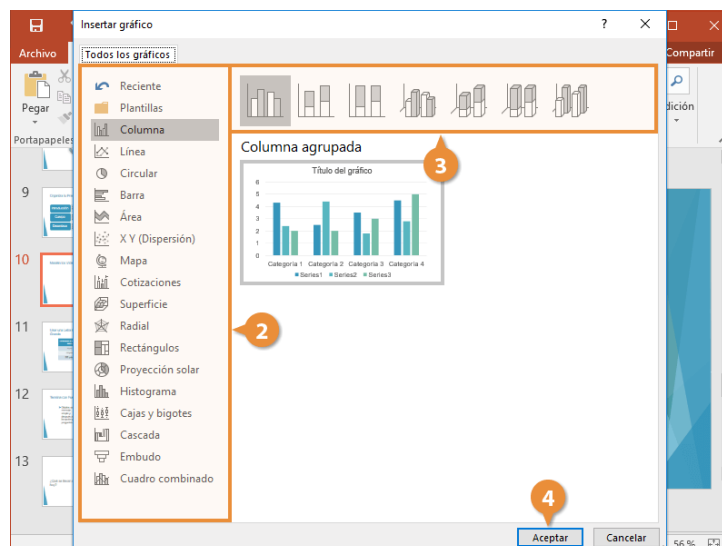 Insertar gráfico
?
Archivo
Todos los gráficos
Compartir
Pegar
Portapapeles
dición
Reciente
Plantillas
Columna
Línea
Circular
Barra
Área
X Y (Dispersión)
Mapa
Cotizaciones
Superficie
Radial
Rectángulos
Proyección solar
Histograma
Cajas y bigotes
Cascada
Embudo
Cuadro combinado
2
3
Columna agrupada
Título del gráfico
6
5
4
3
2
1
0
Categoría 1 Categoría 2 Categoría 3 Categoría 4
Series1 Series2 Series3
9
10
11
12
13
4
Aceptar
Cancelar
56 %